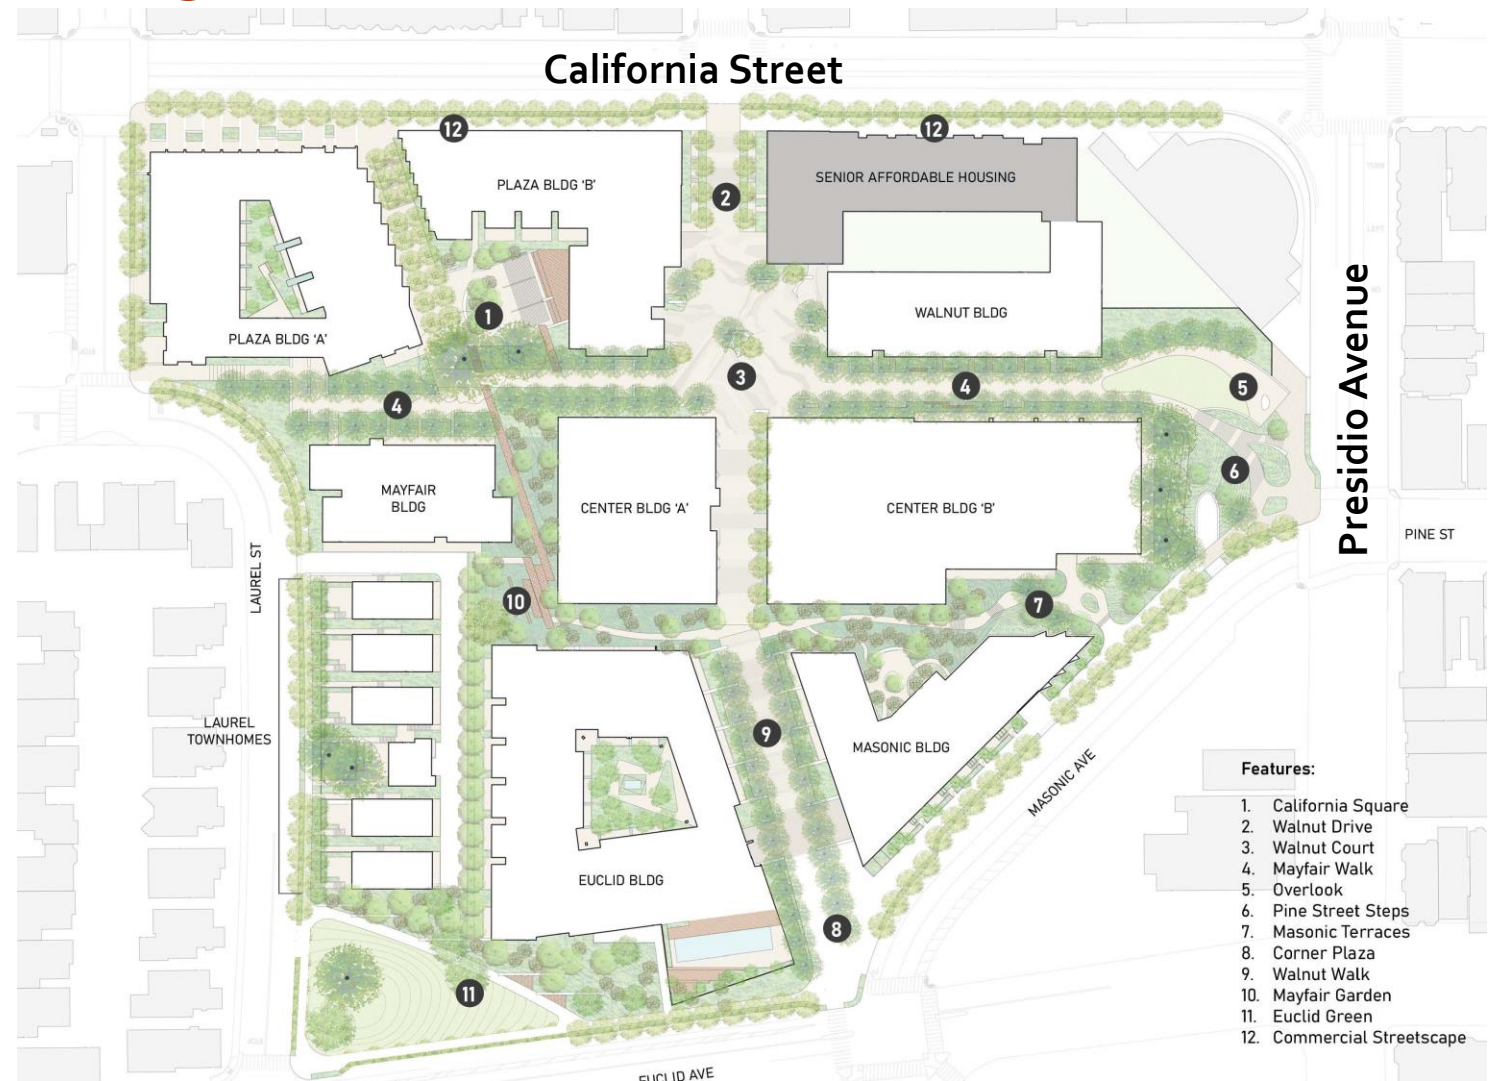 California Street
12
12
PLAZA BLDG 'B'
SENIOR AFFORDABLE HOUSING
2
1
WALNUT BLDG
PLAZA BLDG 'A'
3
4
4
5
Presidio Avenue
6
MAYFAIR
BLDG
CENTER BLDG 'A'
CENTER BLDG 'B'
PINE ST
LAUREL ST
10
7
LAUREL
TOWNHOMES
9
MASONIC BLDG
MASONIC AVE
EUCLID BLDG
8
11
EUCLID AVE
Features:
1. California Square
2. Walnut Drive
3. Walnut Court
4. Mayfair Walk
5. Overlook
6. Pine Street Steps
7. Masonic Terraces
8. Corner Plaza
9. Walnut Walk
10. Mayfair Garden
11. Euclid Green
12. Commercial Streetscape